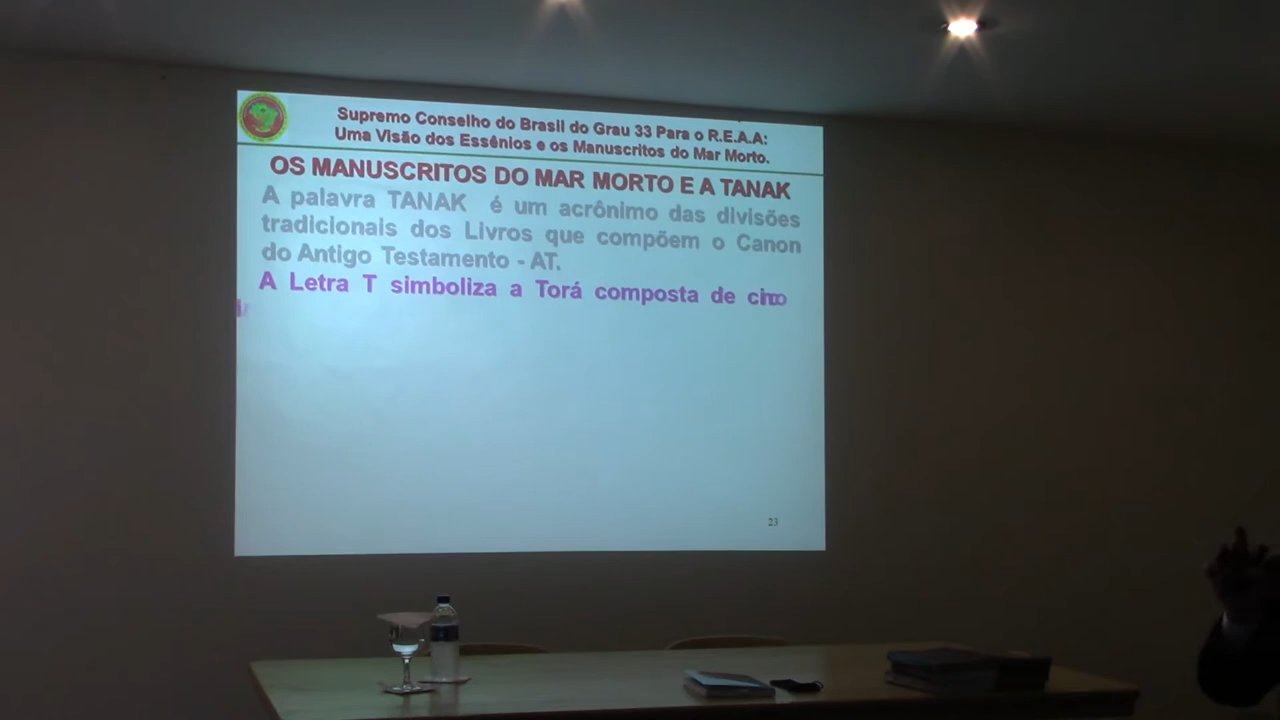 Supremo Conselho do Brasil do Grau 33 Para o R.E.A.A:
Uma Visão dos Essênios e os Manuscritos do Mar Morto.
OS MANUSCRITOS DO MAR MORTO E A TANAK
A palavra TANAK é um acrônimo das divisões
tradicionais dos Livros que compõem o Canon
do Antigo Testamento - AT.
A Letra T simboliza a Torá composta de
23